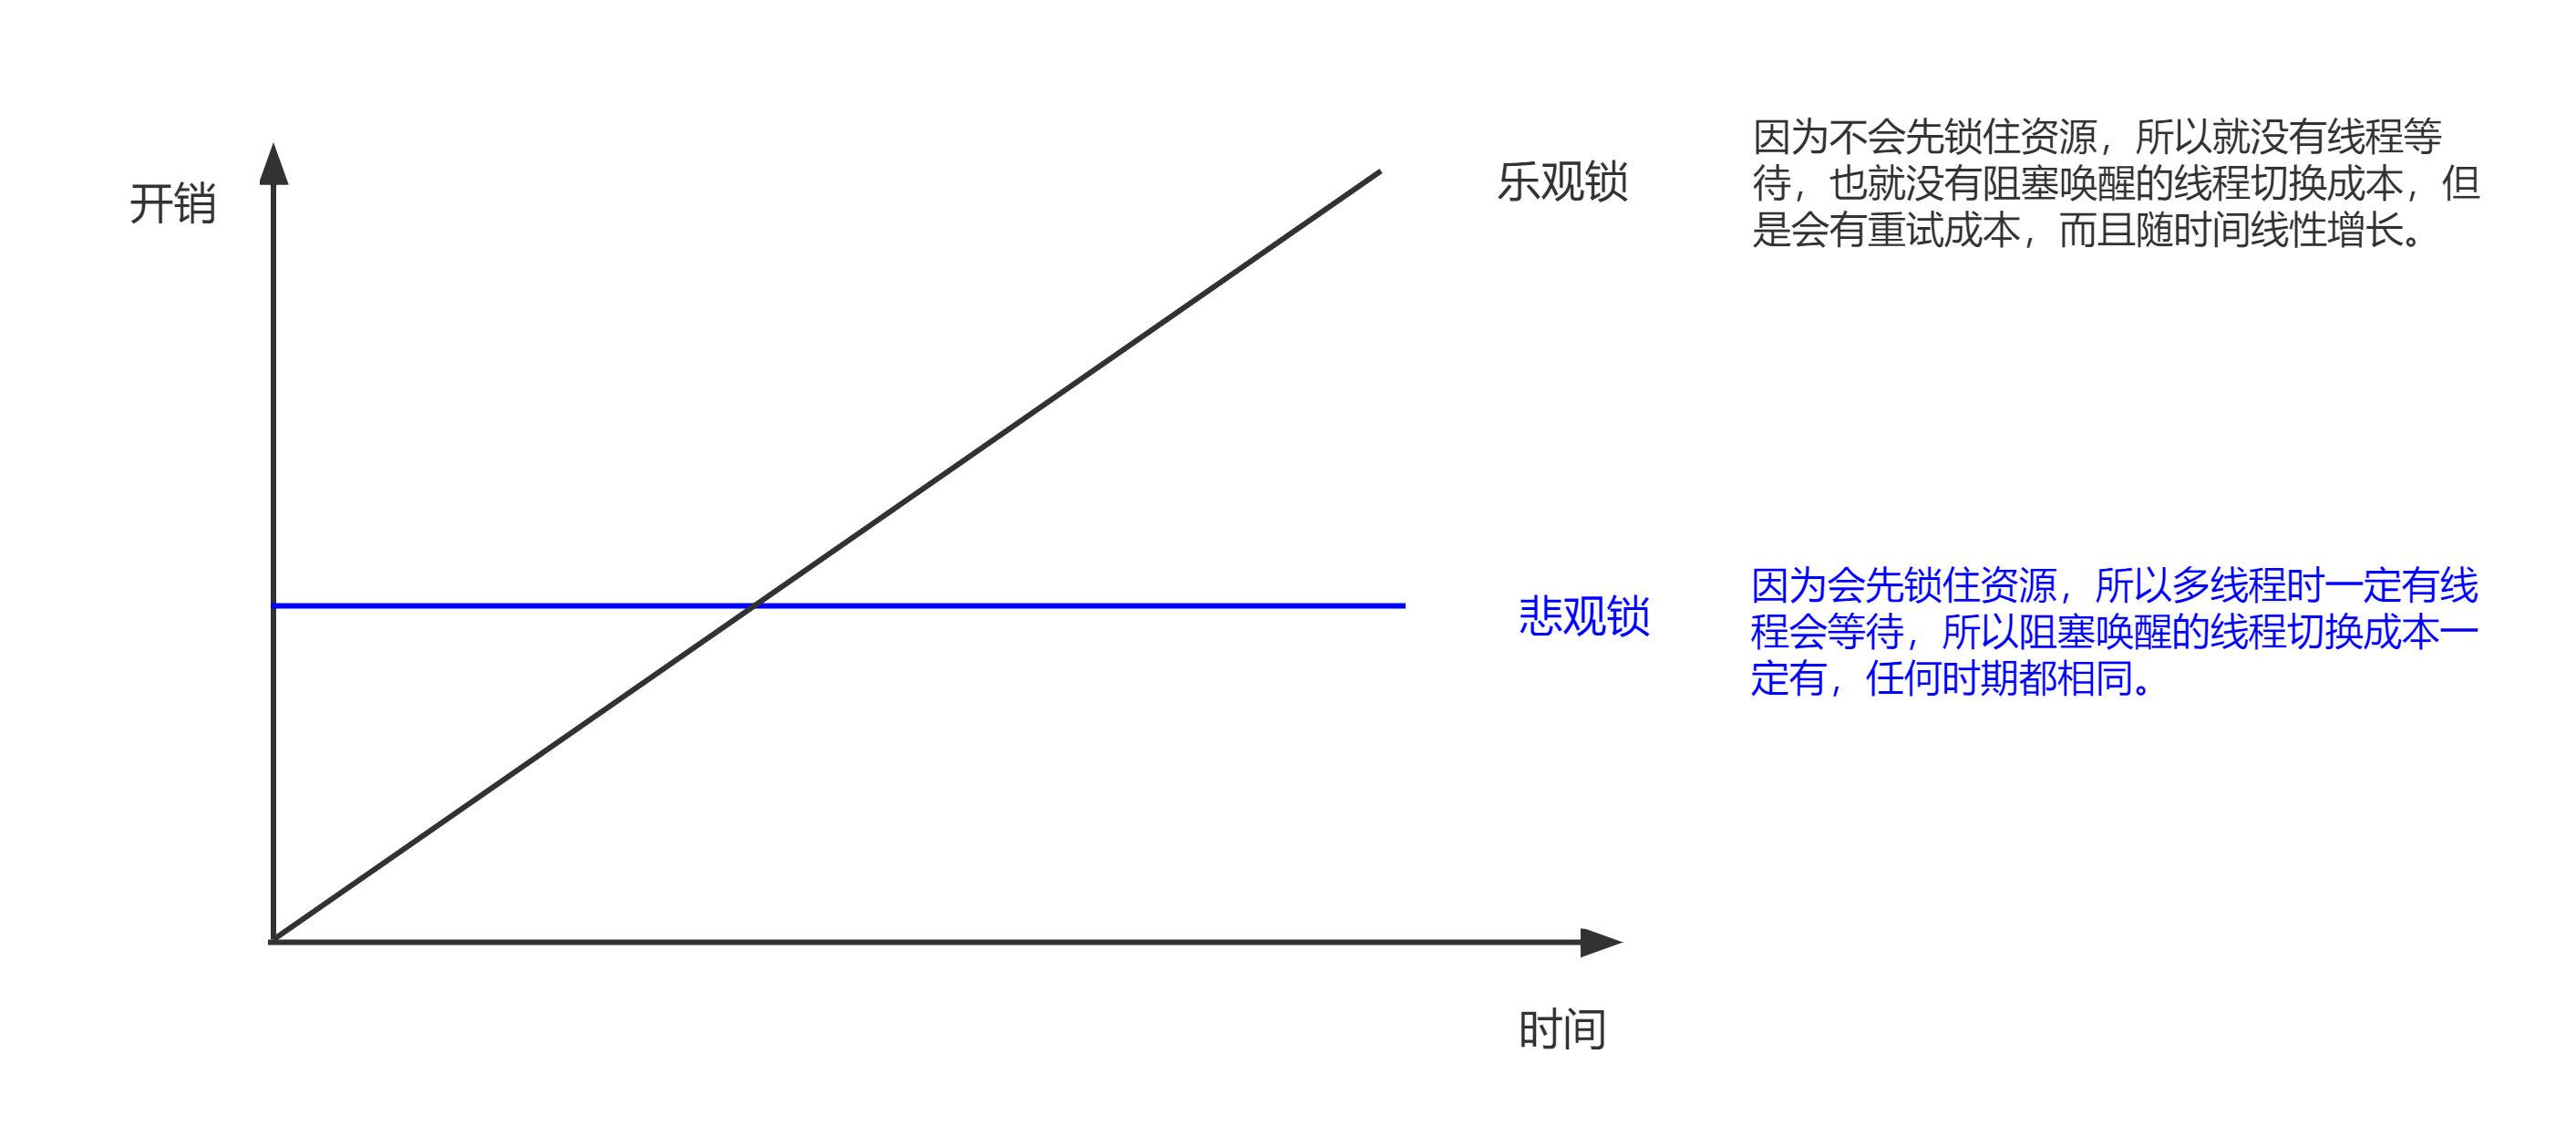 开销
乐观锁
因为不会先锁住资源，所以就没有线程等
待，也就没有阻塞唤醒的线程切换成本，但
是会有重试成本，而且随时间线性增长。
悲观锁
因为会先锁住资源，所以多线程时一定有线
程会等待，所以阻塞唤醒的线程切换成本一
定有，任何时期都相同。
时间